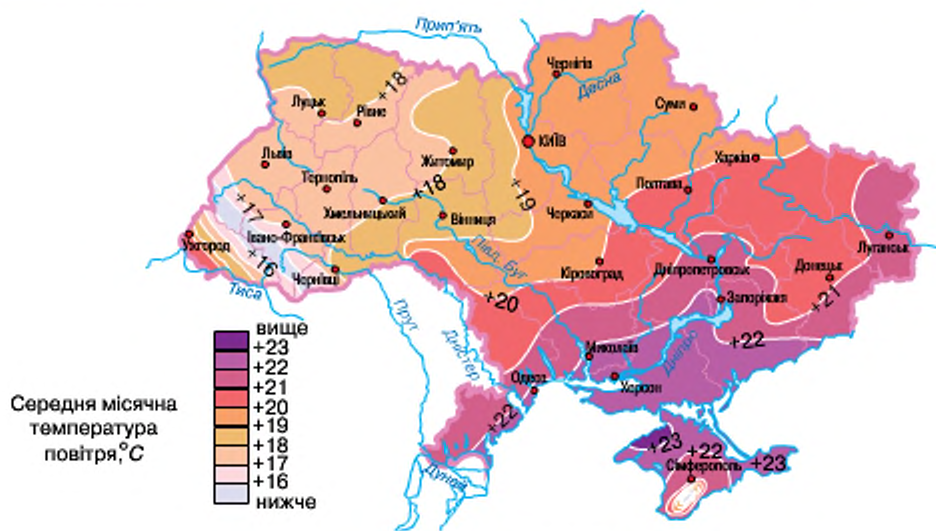 Прип'ять
Чернігів
Десна
+18
Луцьк
Рівне
Суми
КИЇВ
Львів
Житомир
Харків
Тернопіль
+18
+19
Полтава
+17
Хмельницький
Вінниця
Черкаси
Івано-Франківськ
Ужгород
+16
Півд. Буг
Луганськ
Чернівці
Кіровоград
Дніпропетровськ
Донецьк
Тиса
Прут
+20
Запоріжжя
+21
Дністер
Миколаїв
Дніпро
+22
Одеса
Херсон
+22
+23
+22
Сімферополь
+23
Дунай
Середня місячна
температура
повітря,°С
вище
+23
+22
+21
+20
+19
+18
+17
+16
нижче